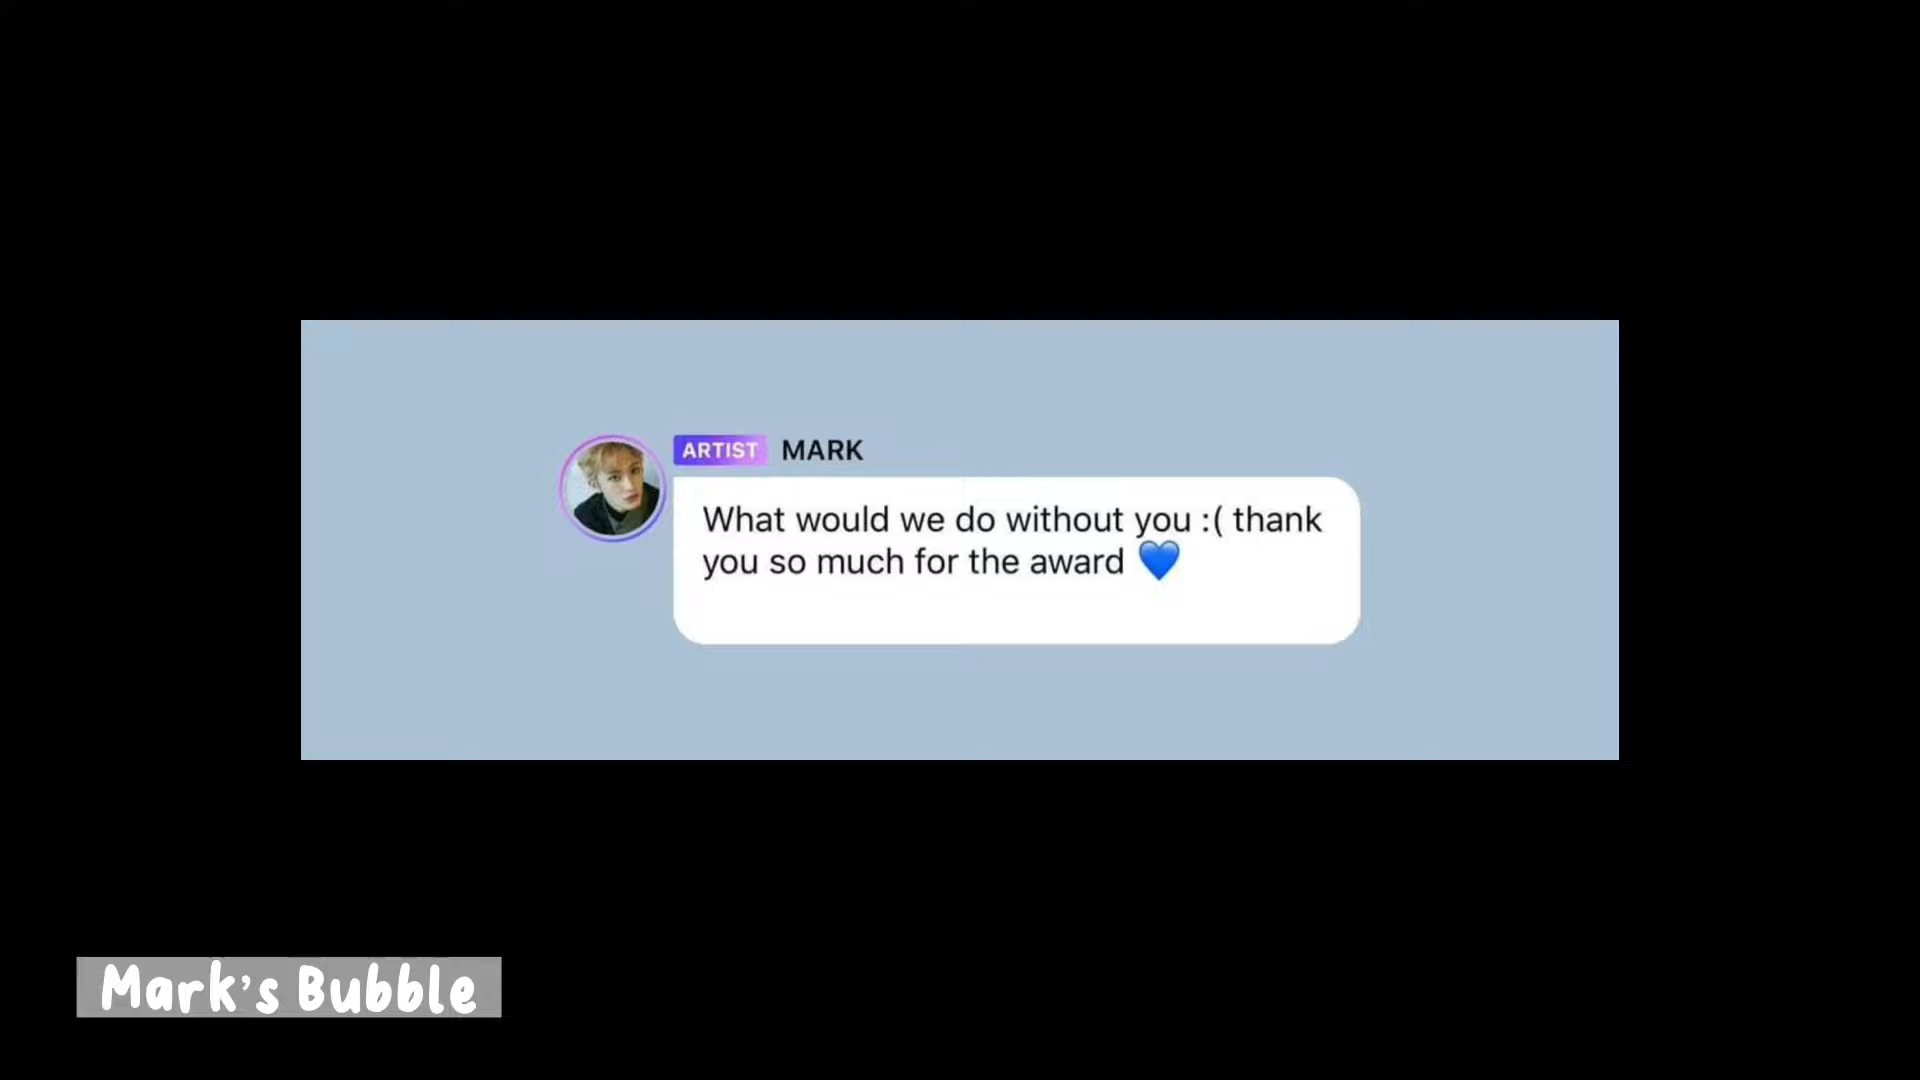 ARTIST MARK
What would we do without you :( thank
you so much for the award 💙
Mark's Bubble